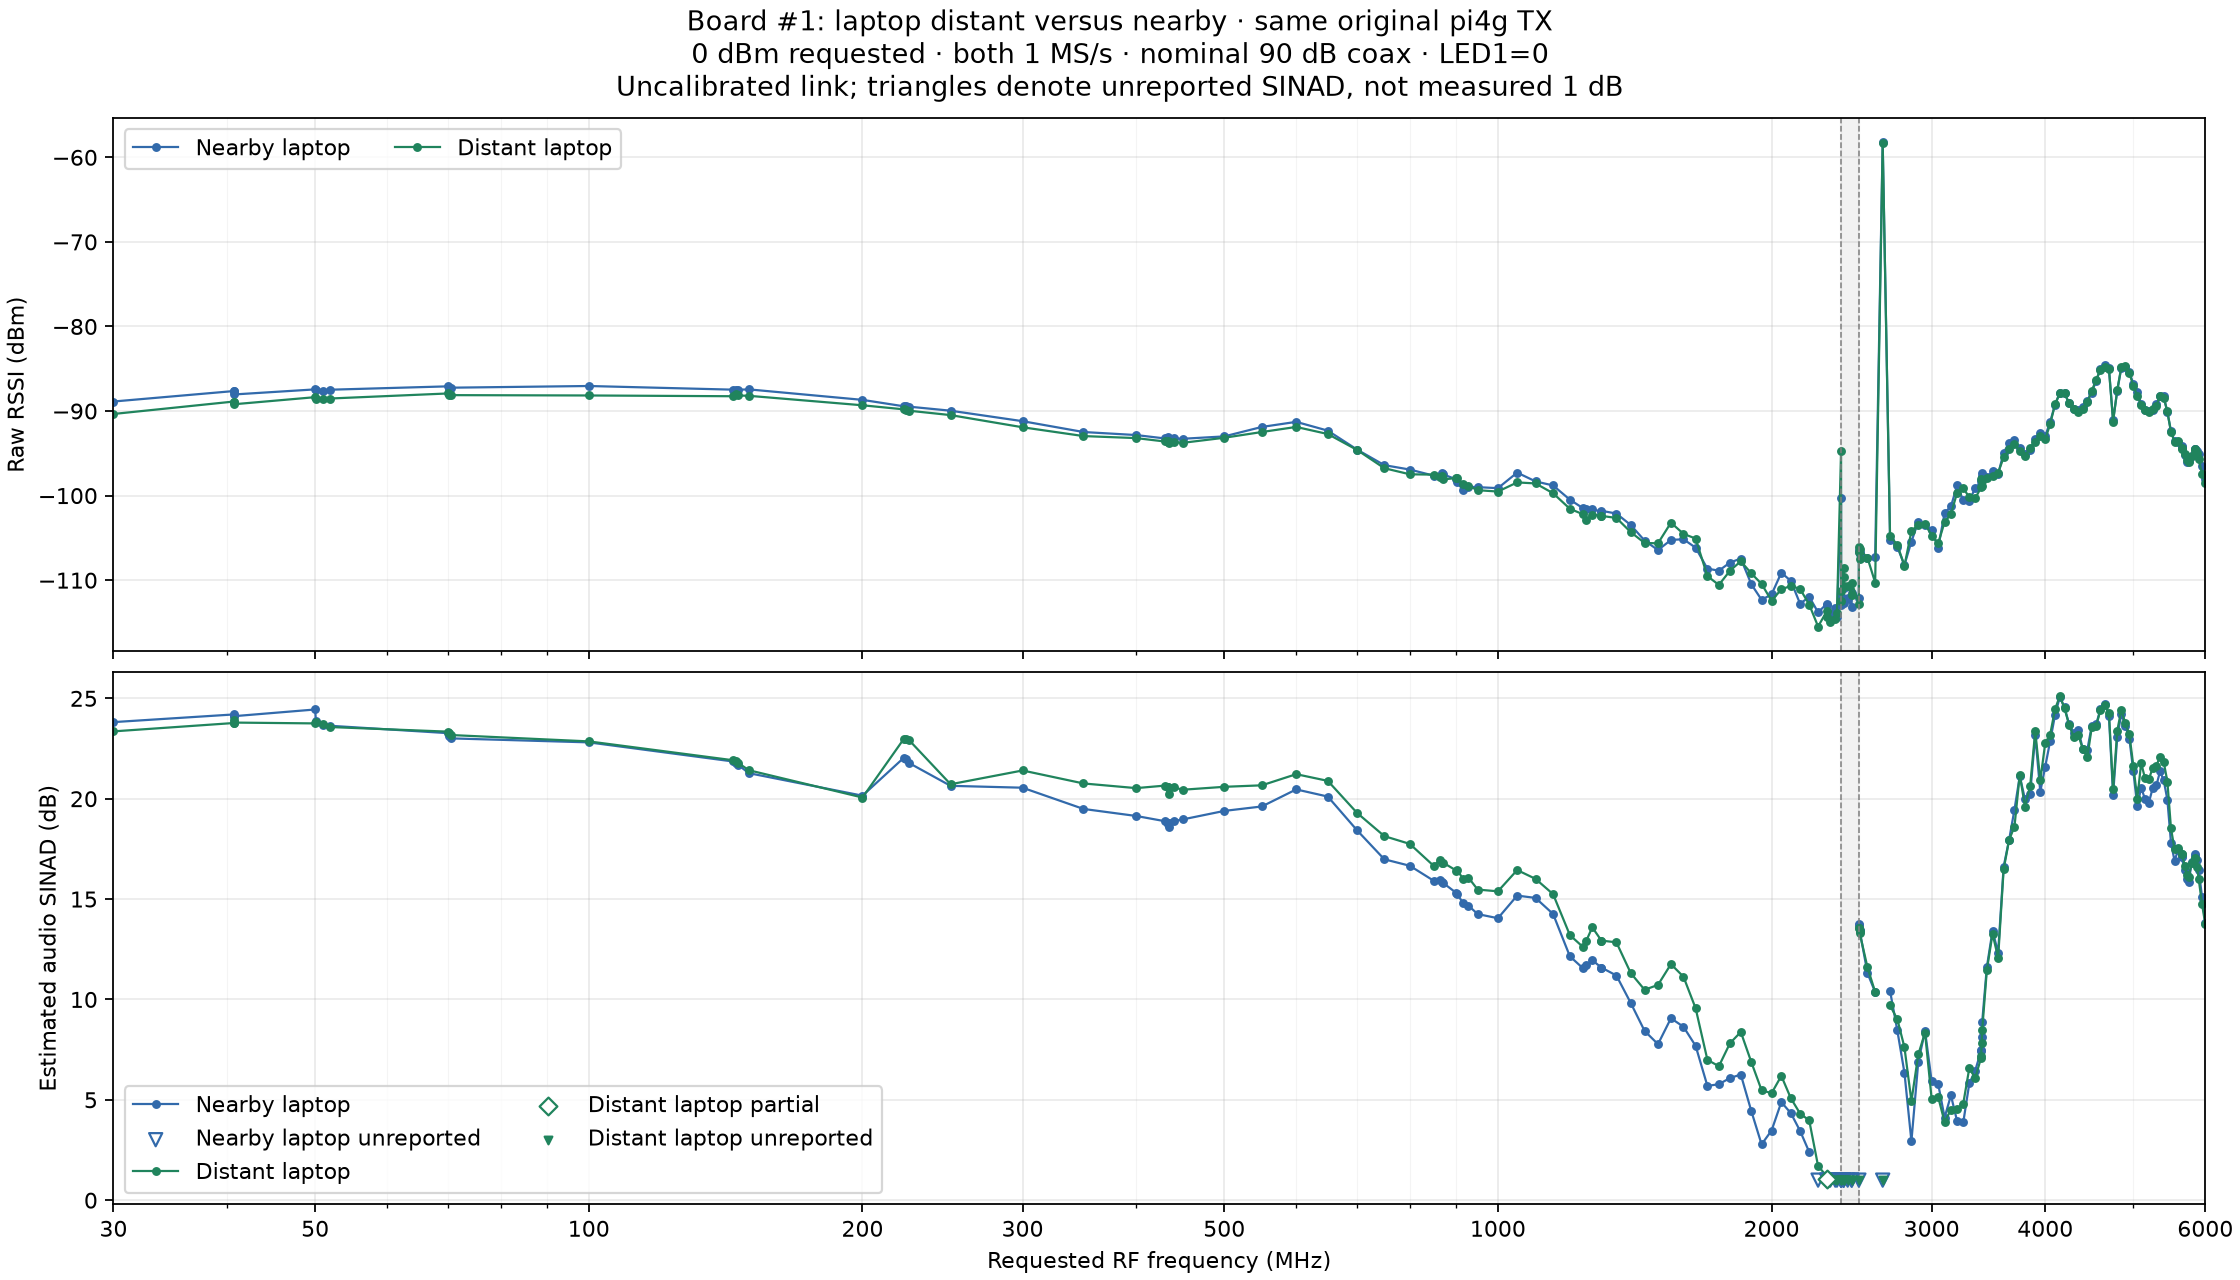 Board #1: laptop distant versus nearby · same original pi4g TX
0 dBm requested · both 1 MS/s · nominal 90 dB coax · LED1=0
Uncalibrated link; triangles denote unreported SINAD, not measured 1 dB
Nearby laptop
Distant laptop
Raw RSSI (dBm)
−60
−70
−80
−90
−100
−110
Estimated audio SINAD (dB)
25
20
15
10
5
0
Nearby laptop
Nearby laptop unreported
Distant laptop
Distant laptop partial
Distant laptop unreported
30 50 100 200 300 500 1000 2000 3000 4000 6000
Requested RF frequency (MHz)